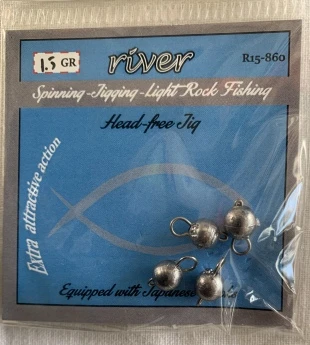 1.5 GR
river
R15-860
Spinning-Jigging-Light Rock Fishing
Head-free Jig
Extra attractive action
Equipped with Japanese